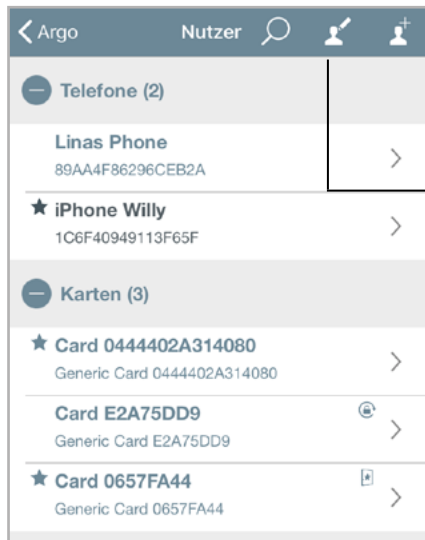 Argo
Nutzer
Telefone (2)
Linas Phone
89AA4F86296CEB2A
iPhone Willy
1C6F40949113F65F
Karten (3)
Card 0444402A314080
Generic Card 0444402A314080
Card E2A75DD9
Generic Card E2A75DD9
Card 0657FA44
Generic Card 0657FA44